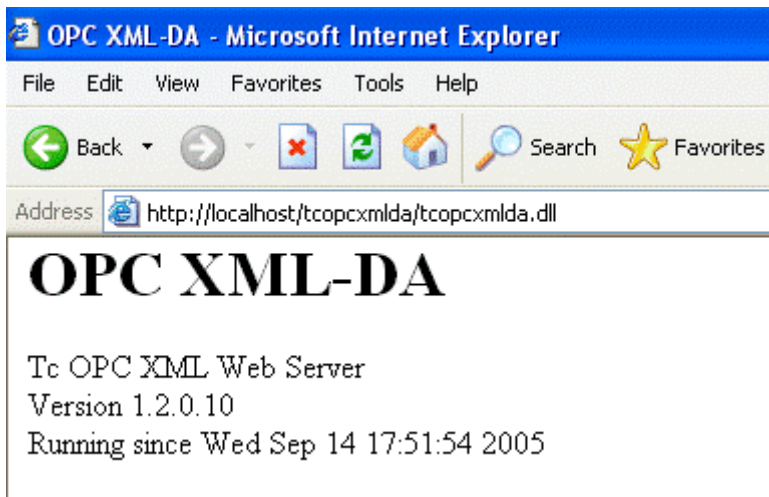 OPC XML-DA - Microsoft Internet Explorer
File Edit View Favorites Tools Help
Back Search Favorites
Address http://localhost/tcopcxmlda/tcopcxmlda.dll
OPC XML-DA
Tc OPC XML Web Server
Version 1.2.0.10
Running since Wed Sep 14 17:51:54 2005